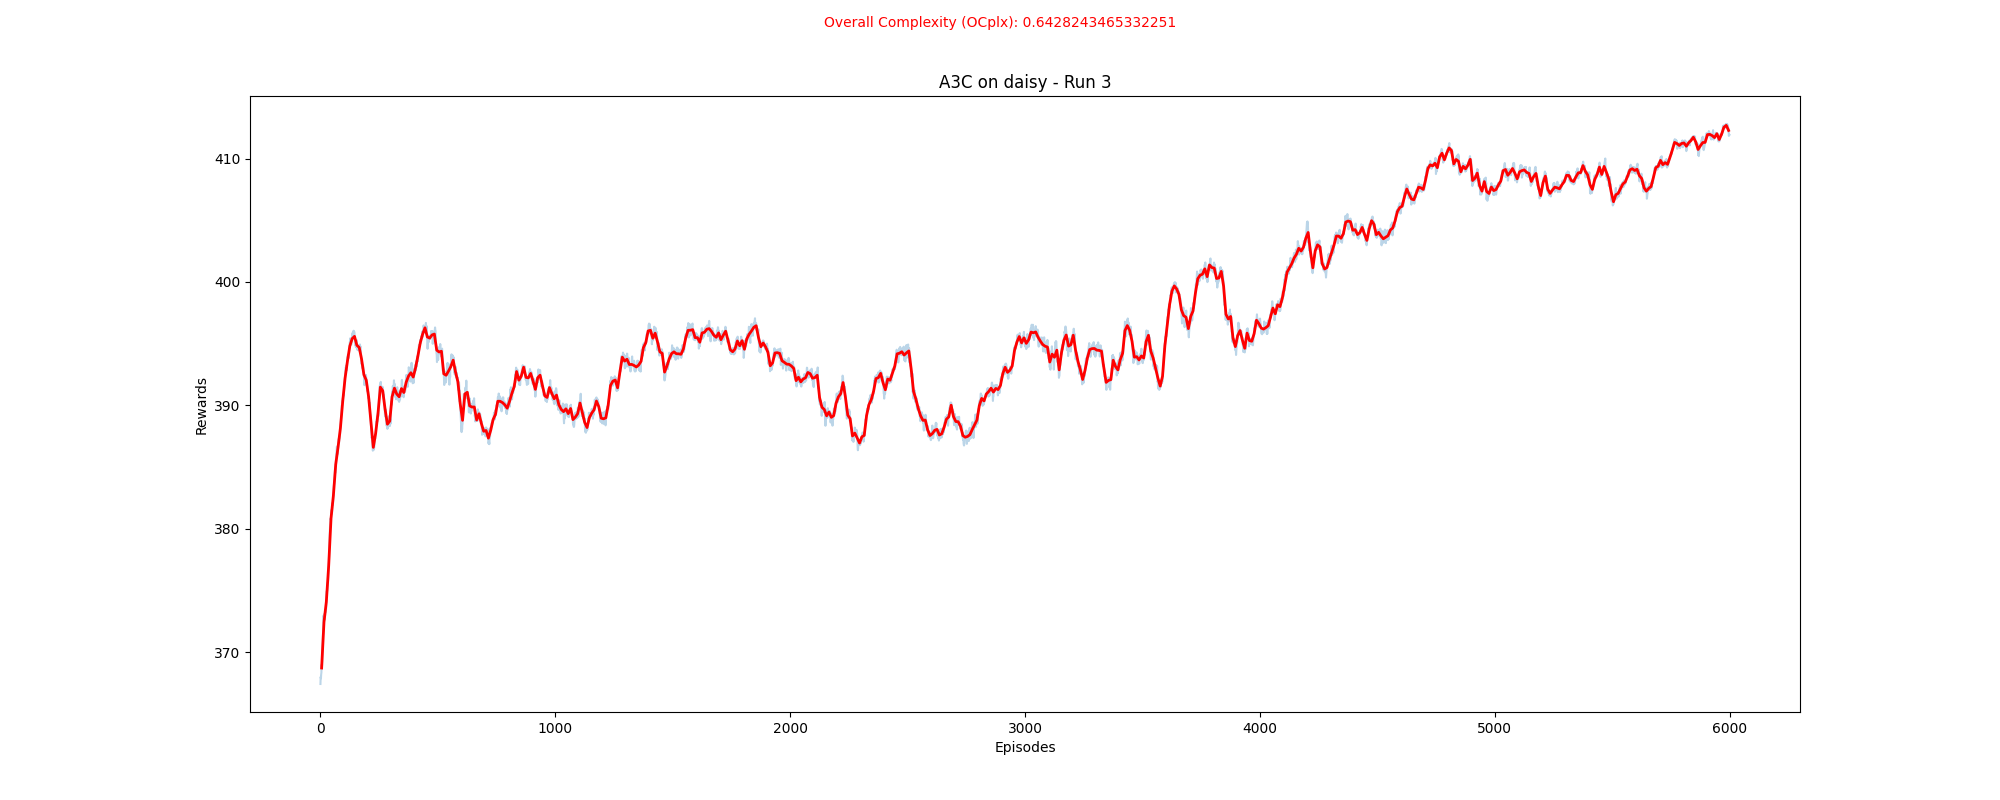 Overall Complexity (OCplx): 0.6428243465332251
A3C on daisy - Run 3
Rewards
410
400
390
380
370
0 1000 2000 3000 4000 5000 6000
Episodes